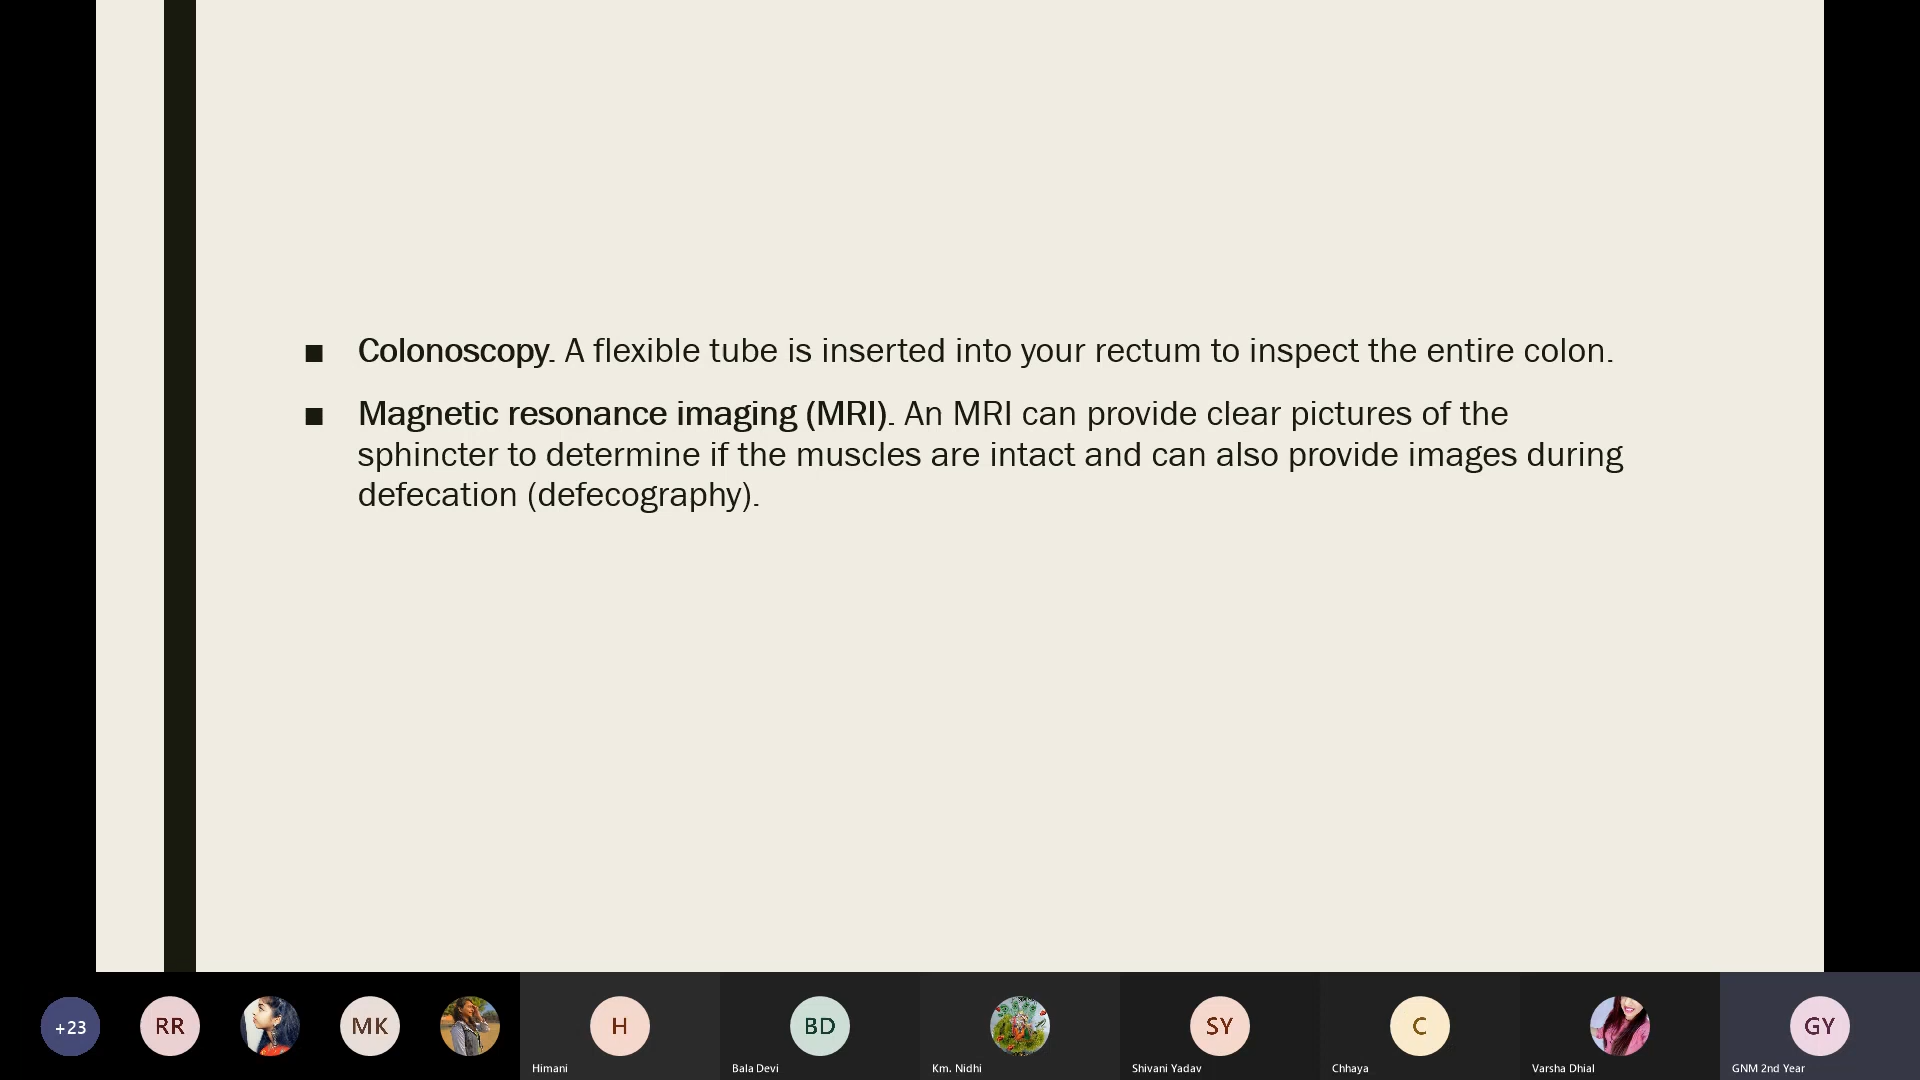 ■ Colonoscopy. A flexible tube is inserted into your rectum to inspect the entire colon.
■ Magnetic resonance imaging (MRI). An MRI can provide clear pictures of the
sphincter to determine if the muscles are intact and can also provide images during
defecation (defecography).
+23
RR
MK
H
BD
SY
C
GY
Himani
Bala Devi
Km. Nidhi
Shivani Yadav
Chhaya
Varsha Dhial
GNM 2nd Year